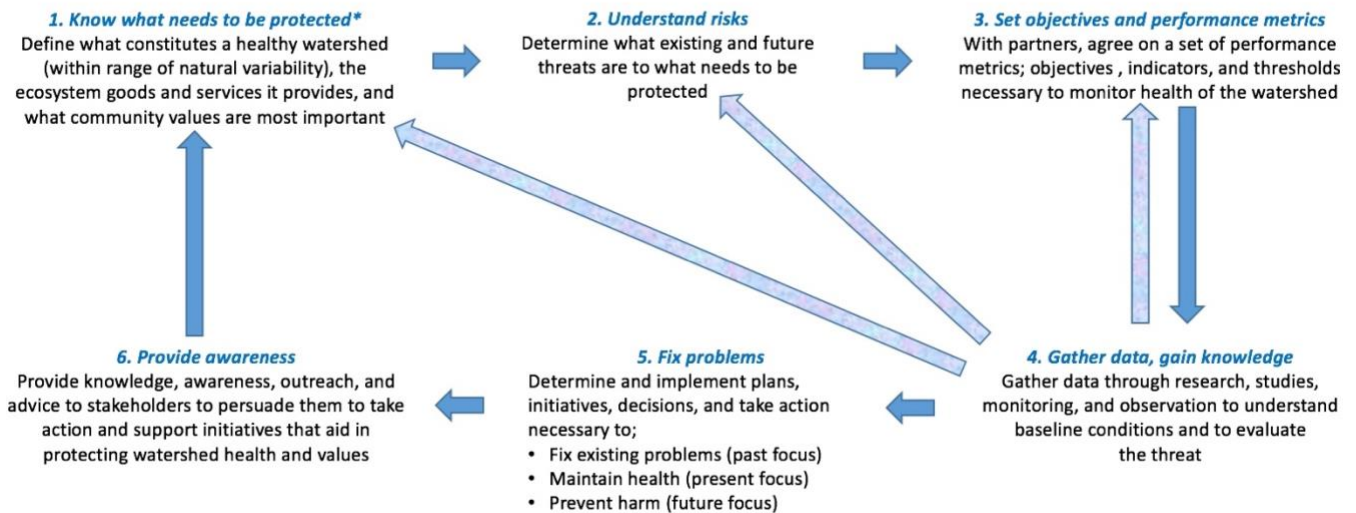 1. Know what needs to be protected*
Define what constitutes a healthy watershed
(within range of natural variability), the
ecosystem goods and services it provides, and
what community values are most important
2. Understand risks
Determine what existing and future
threats are to what needs to be
protected
3. Set objectives and performance metrics
With partners, agree on a set of performance
metrics; objectives , indicators, and thresholds
necessary to monitor health of the watershed
4. Gather data, gain knowledge
Gather data through research, studies,
monitoring, and observation to understand
baseline conditions and to evaluate
the threat
5. Fix problems
Determine and implement plans,
initiatives, decisions, and take action
necessary to;
• Fix existing problems (past focus)
• Maintain health (present focus)
• Prevent harm (future focus)
6. Provide awareness
Provide knowledge, awareness, outreach, and
advice to stakeholders to persuade them to take
action and support initiatives that aid in
protecting watershed health and values